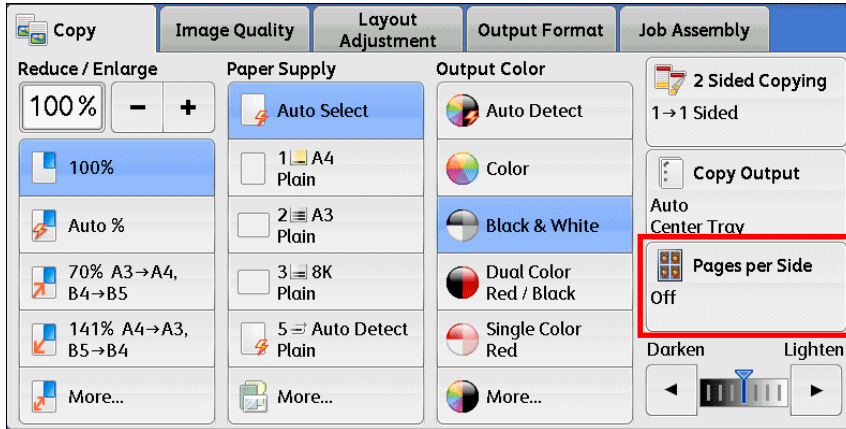 Copy
Image Quality
Layout
Adjustment
Output Format
Job Assembly
Reduce / Enlarge
100%
-
+
100%
Auto %
70% A3→A4,
B4→B5
141% A4→A3,
B5→B4
More...
Paper Supply
Auto Select
1 A4
Plain
2 A3
Plain
3 8K
Plain
5 Auto Detect
Plain
More...
Output Color
Auto Detect
Color
Black & White
Dual Color
Red / Black
Single Color
Red
More...
2 Sided Copying
1→1 Sided
Copy Output
Auto
Center Tray
Pages per Side
Off
Darken Lighten